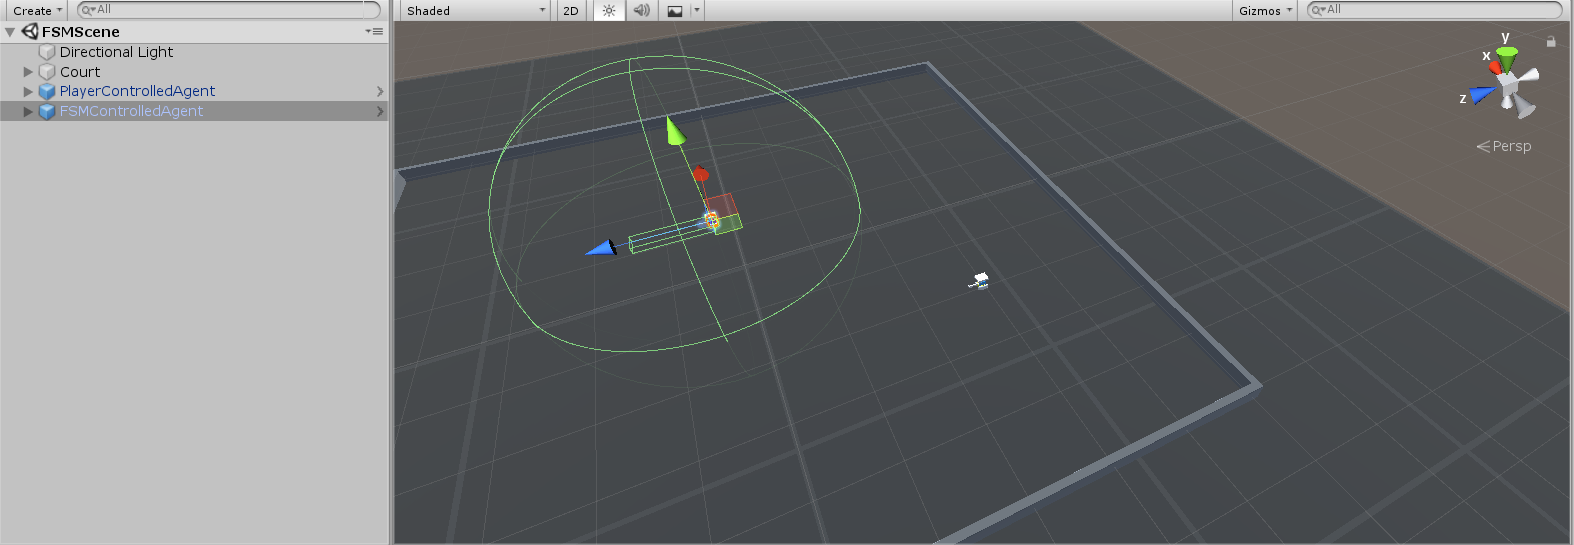 Create All
Shaded 2D Gizmos All
FSMScene
Directional Light
Court
PlayerControlledAgent
FSMControlledAgent
y
x
z
Persp